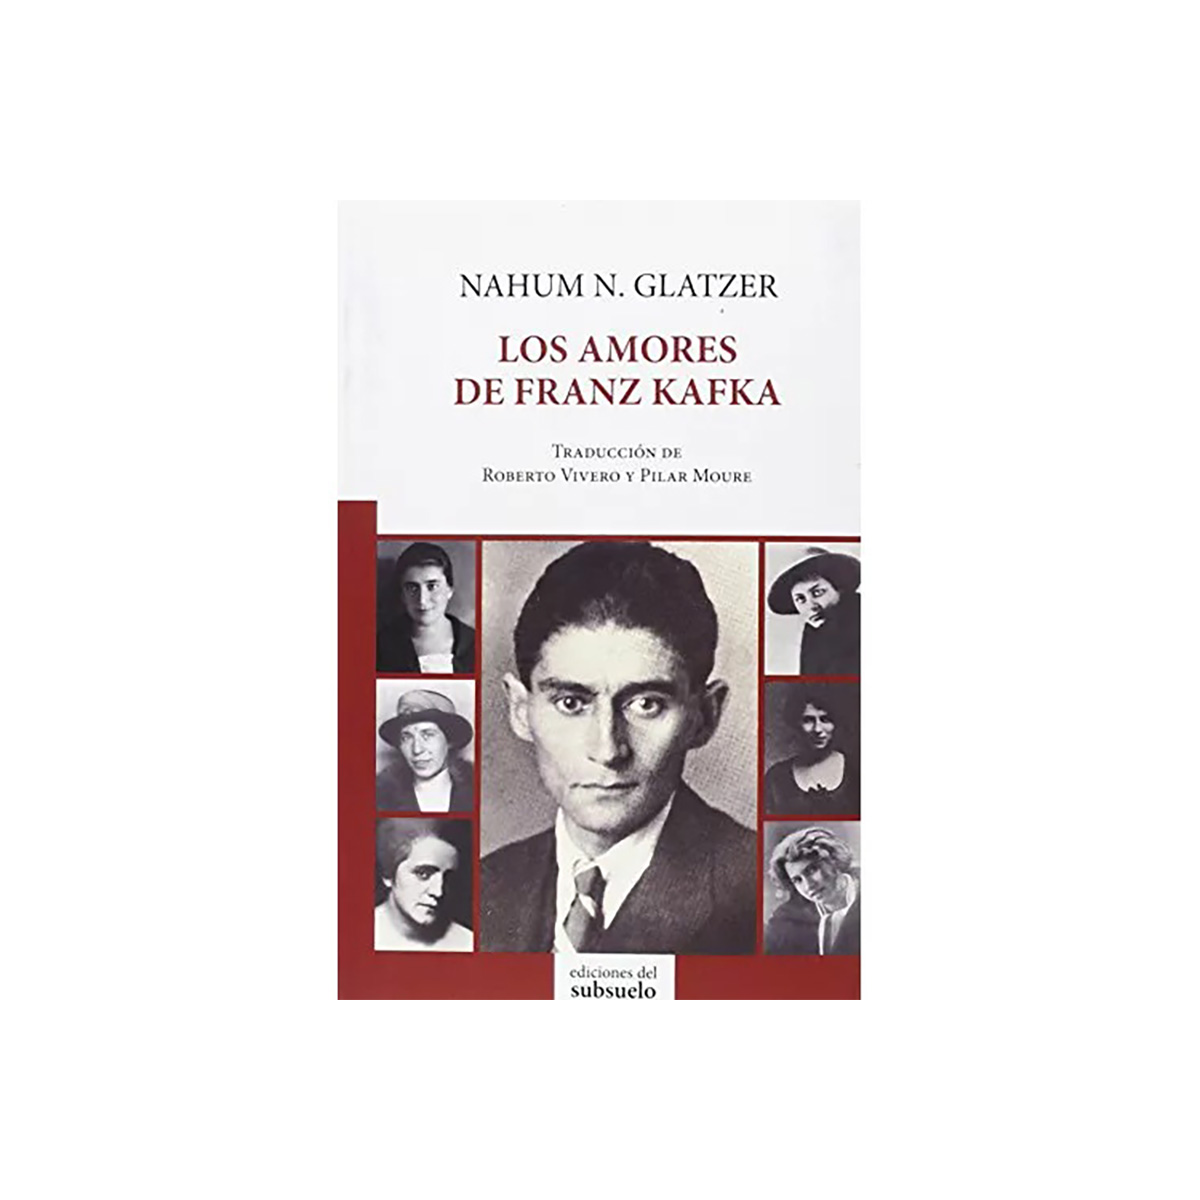 NAHUM N. GLATZER
LOS AMORES
DE FRANZ KAFKA
TRADUCCIÓN DE
ROBERTO VIVERO Y PILAR MOURE
ediciones del
subsuelo